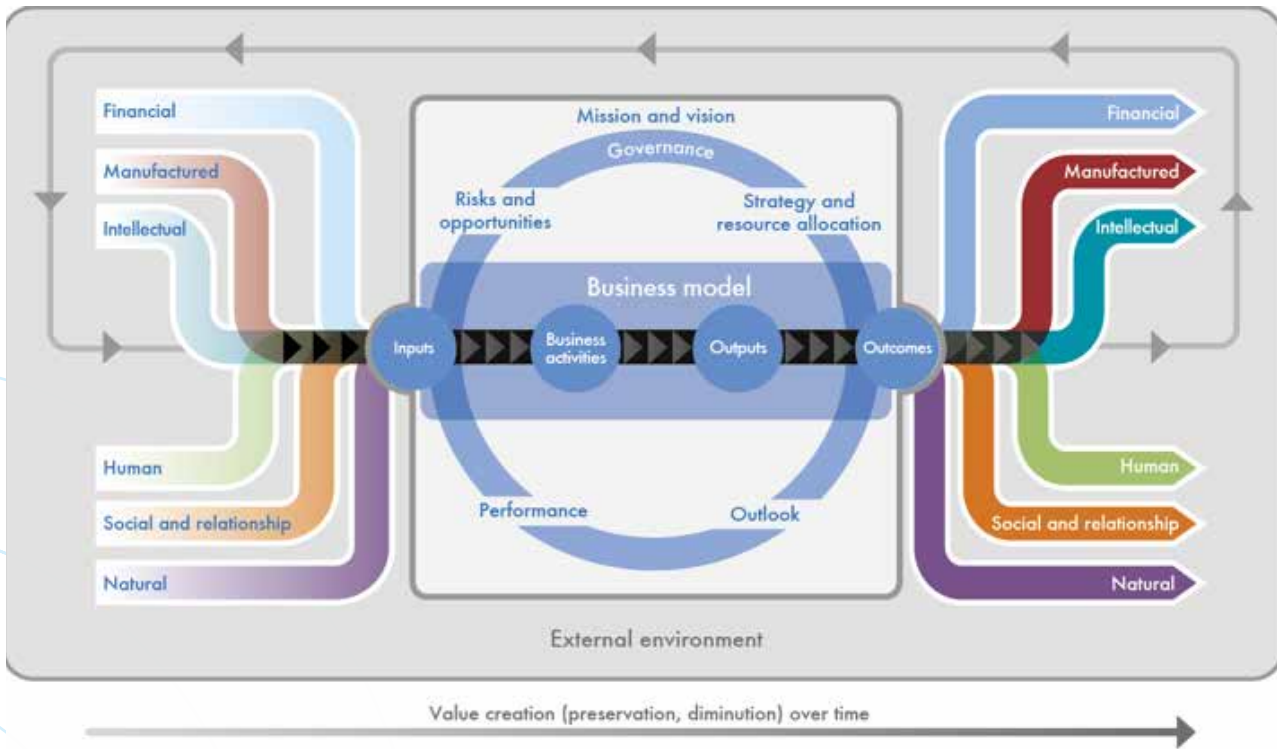 Financial
Manufactured
Intellectual
Human
Social and relationship
Natural
Mission and vision
Governance
Risks and
opportunities
Strategy and
resource allocation
Business model
Inputs
Business
activities
Outputs
Outcomes
Performance
Outlook
Financial
Manufactured
Intellectual
Human
Social and relationship
Natural
External environment
Value creation (preservation, diminution) over time